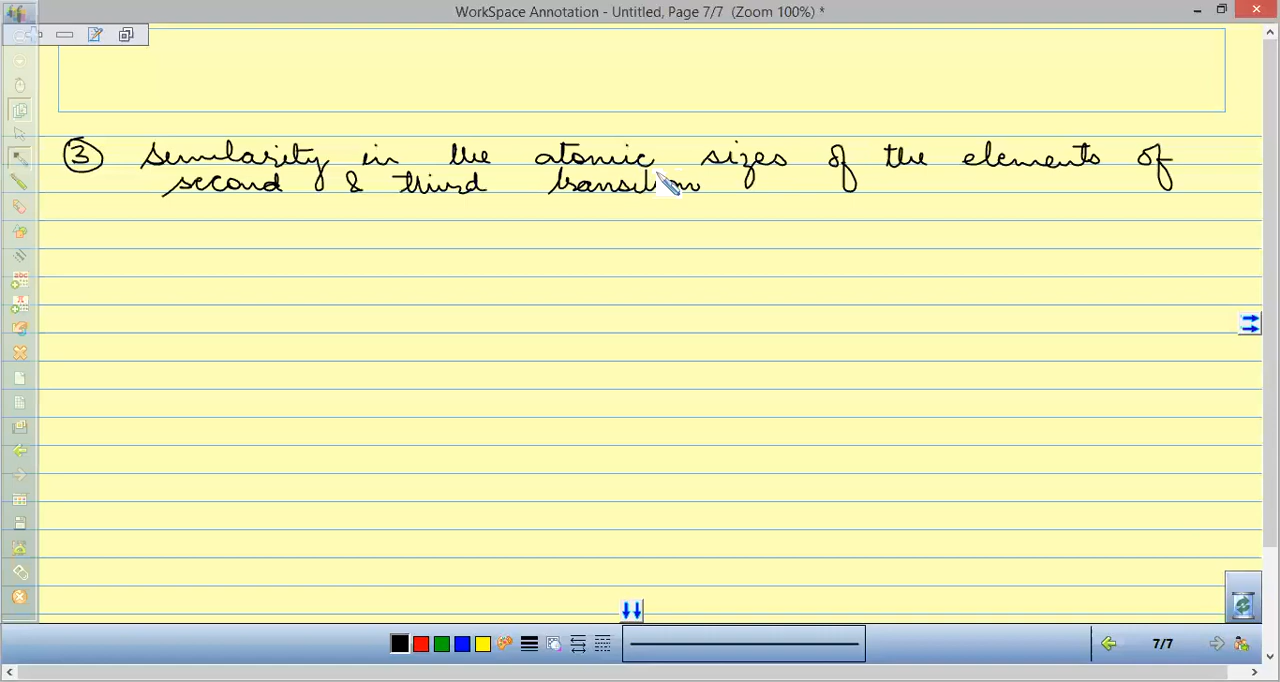 WorkSpace Annotation - Untitled, Page 7/7 (Zoom 100%) *
③ Similarity in the atomic sizes of the elements of
second & third transition
7/7